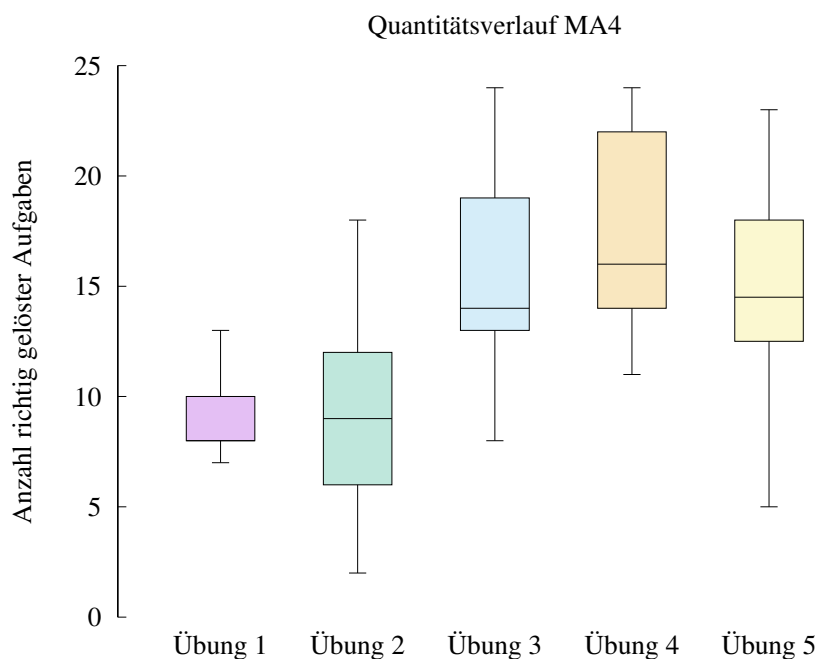 Quantitätsverlauf MA4
Anzahl richtig gelöster Aufgaben
25
20
15
10
5
0
Übung 1
Übung 2
Übung 3
Übung 4
Übung 5